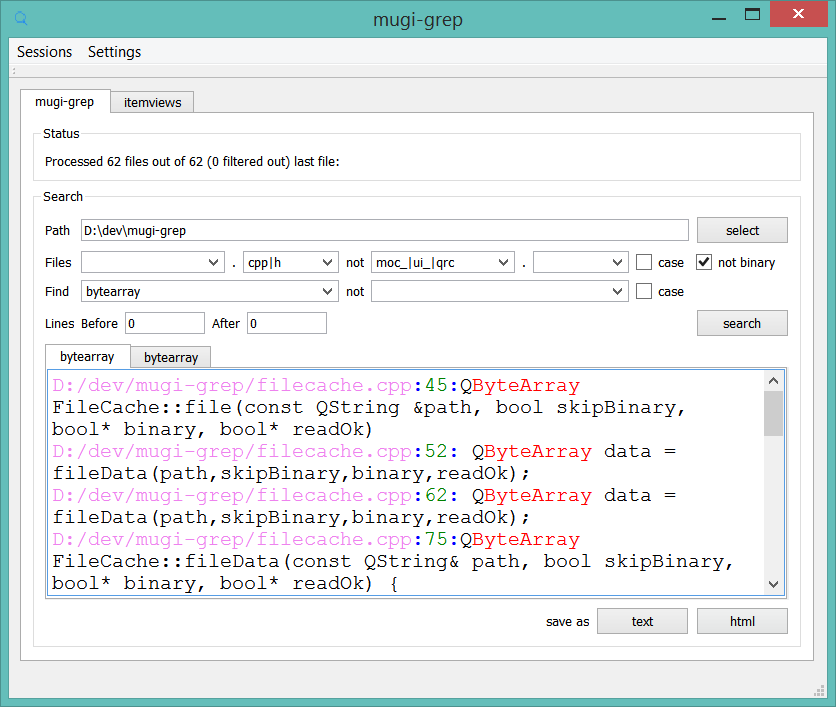 mugi-grep
Sessions Settings
mugi-grep itemviews
Status
Processed 62 files out of 62 (0 filtered out) last file:
Search
Path D:\dev\mugi-grep select
Files . cpp|h not moc_|ui_|qrc . case not binary
Find bytearray not case
Lines Before 0 After 0 search
bytearray bytearray
D:/dev/mugi-grep/filecache.cpp:45:QByteArray
FileCache::file(const QString &path, bool skipBinary,
bool* binary, bool* readOk)
D:/dev/mugi-grep/filecache.cpp:52: QByteArray data =
fileData(path,skipBinary,binary,readOk);
D:/dev/mugi-grep/filecache.cpp:62: QByteArray data =
fileData(path,skipBinary,binary,readOk);
D:/dev/mugi-grep/filecache.cpp:75:QByteArray
FileCache::fileData(const QString& path, bool skipBinary,
bool* binary, bool* readOk) {
save as text html